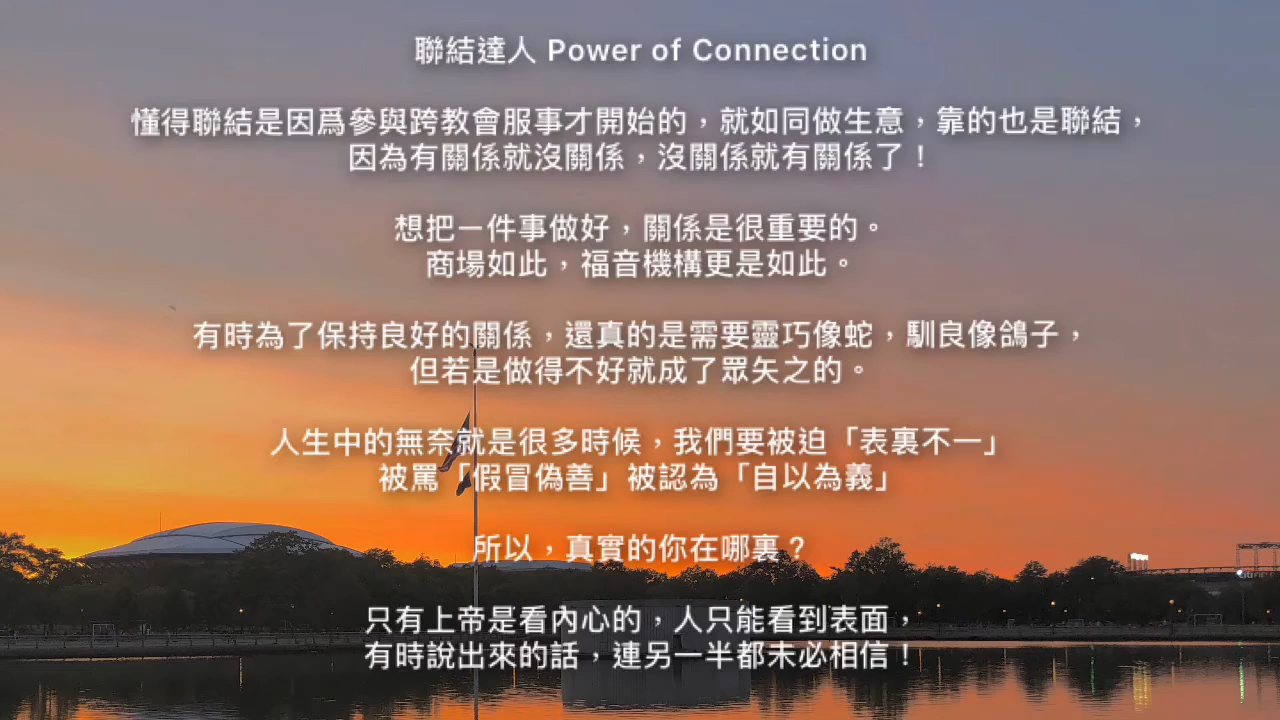 聯結達人 Power of Connection
懂得聯結是因爲參與跨教會服事才開始的，就如同做生意，靠的也是聯結，
因為有關係就沒關係，沒關係就有關係了！
想把一件事做好，關係是很重要的。
商場如此，福音機構更是如此。
有時為了保持良好的關係，還真的是需要靈巧像蛇，馴良像鴿子，
但若是做得不好就成了眾矢之的。
人生中的無奈就是很多時候，我們要被迫「表裏不一」
被罵「假冒偽善」被認為「自以為義」
所以，真實的你在哪裏？
只有上帝是看內心的，人只能看到表面，
有時說出來的話，連另一半都未必相信！